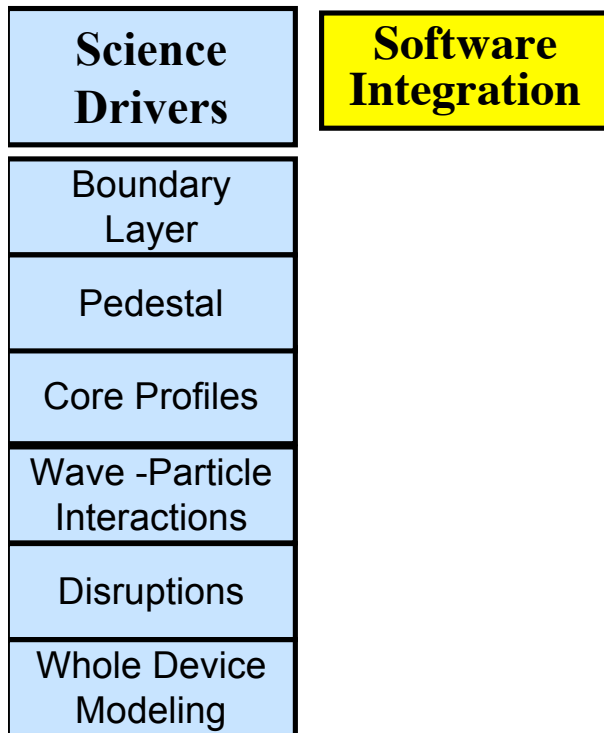 Science
Drivers
Software
Integration
Boundary
Layer
Pedestal
Core Profiles
Wave -Particle
Interactions
Disruptions
Whole Device
Modeling